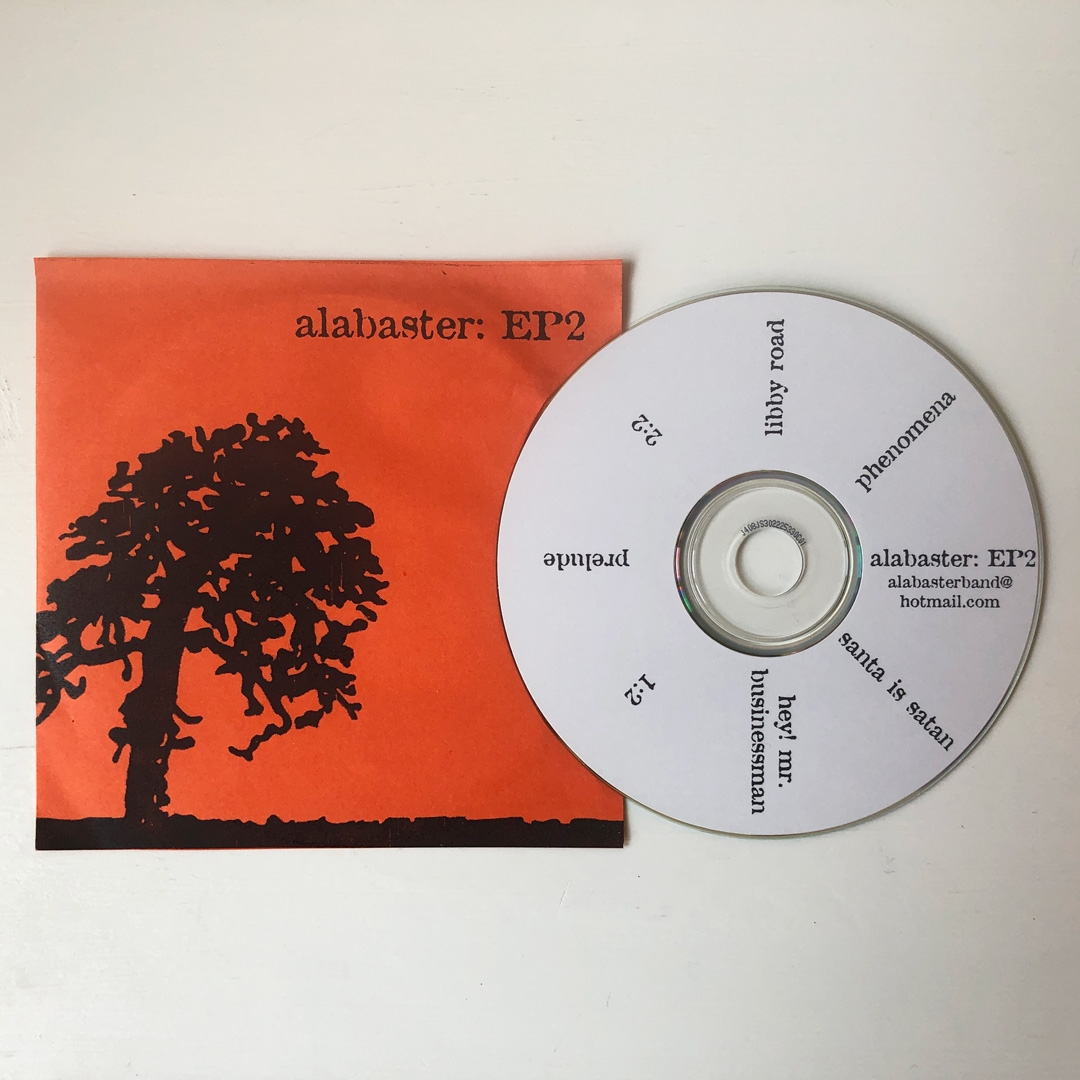 alabaster: EP2
alabaster: EP2
alabasterband@
hotmail.com
santa is satan
hey! mr.
businessman
1:2
prelude
2:2
libby road
phenomena